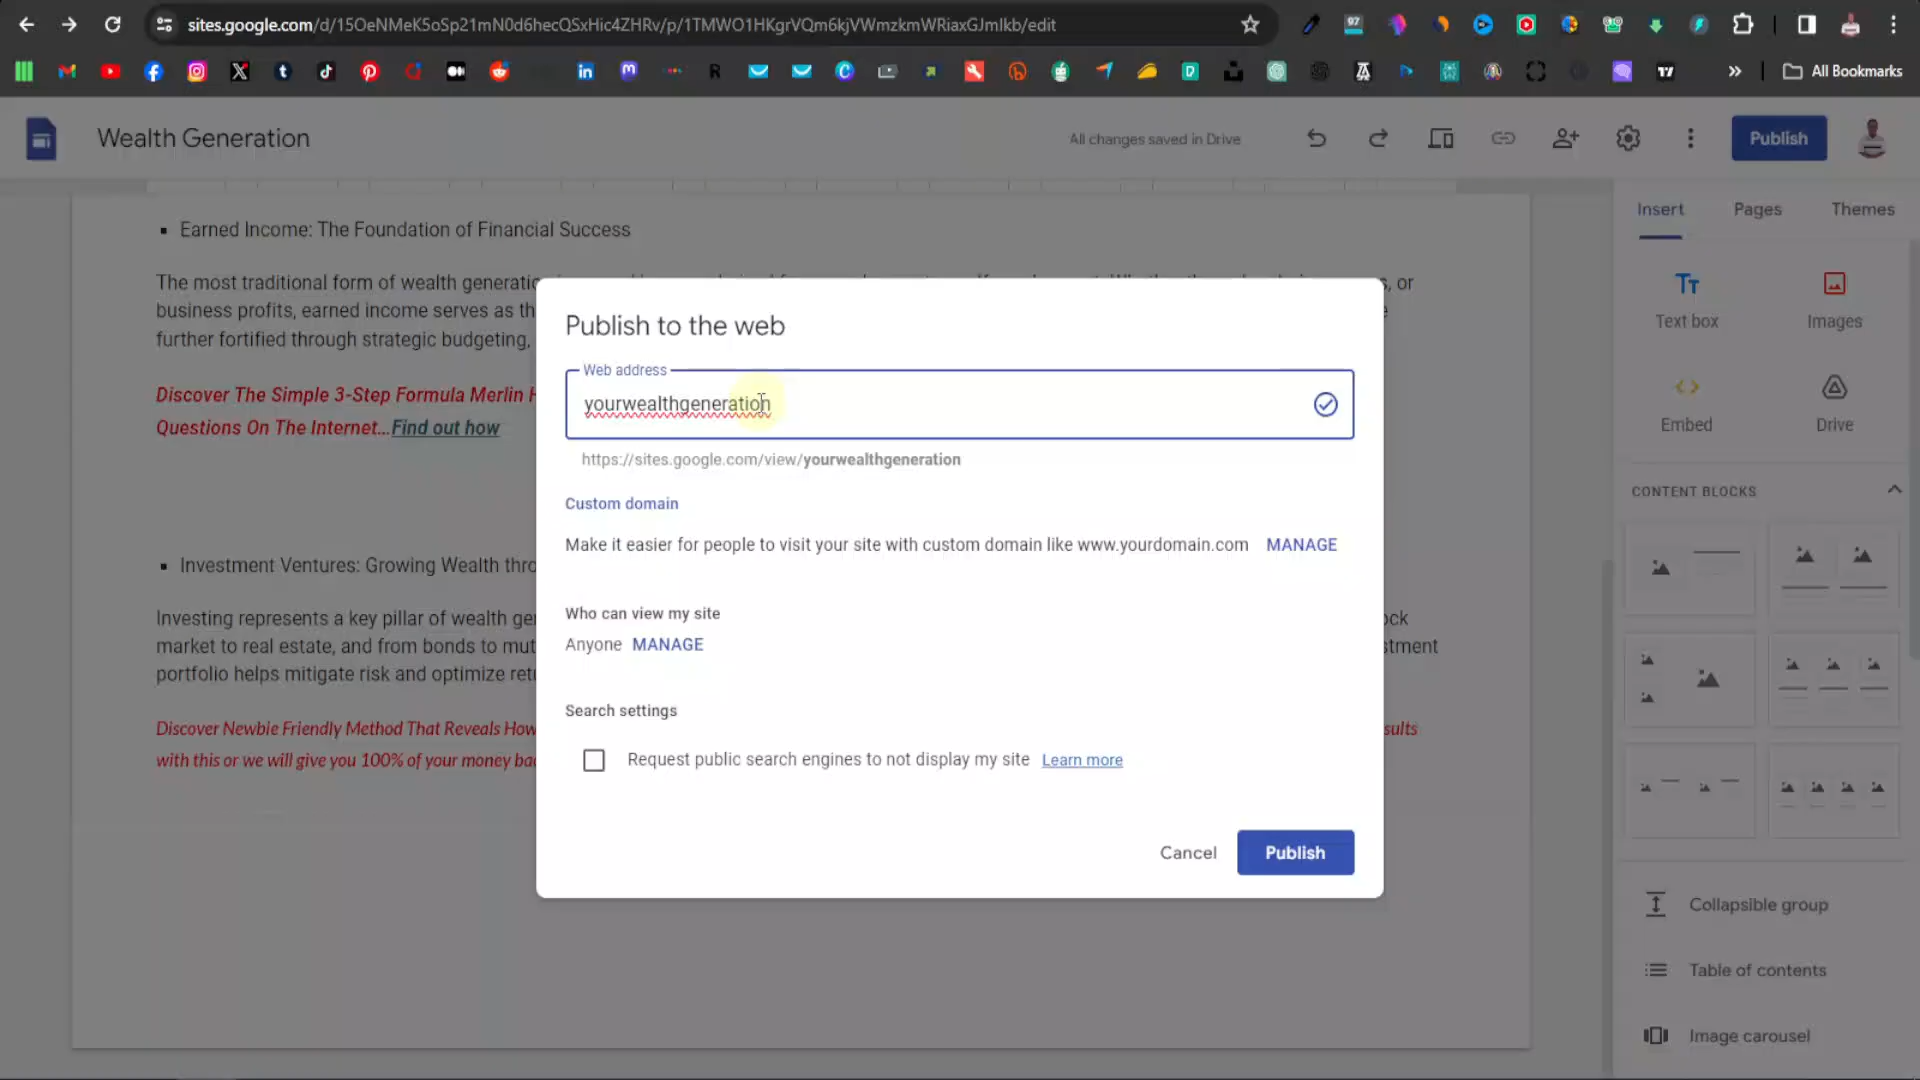 sites.google.com/d/15OeNMeK5oSp21mN0d6hecQSxHic4ZHRv/p/1TMWO1HKgrVQm6kjVWmzkmWRiaxGJmlkb/edit
97
All Bookmarks
Wealth Generation
All changes saved in Drive
Publish
Insert
Pages
Themes
Earned Income: The Foundation of Financial Success
The most traditional form of wealth generation
, or
business profits, earned income serves as th
further fortified through strategic budgeting,
Discover The Simple 3-Step Formula Merlin H
Questions On The Internet...Find out how
Investment Ventures: Growing Wealth thro
Investing represents a key pillar of wealth ge
ock
market to real estate, and from bonds to mut
stment
portfolio helps mitigate risk and optimize retu
Discover Newbie Friendly Method That Reveals How
sults
with this or we will give you 100% of your money bac
Publish to the web
Web address
yourwealthgeneration
https://sites.google.com/view/yourwealthgeneration
Custom domain
Make it easier for people to visit your site with custom domain like www.yourdomain.com MANAGE
Who can view my site
Anyone MANAGE
Search settings
Request public search engines to not display my site Learn more
Cancel
Publish
Text box
Images
Embed
Drive
CONTENT BLOCKS
Collapsible group
Table of contents
Image carousel